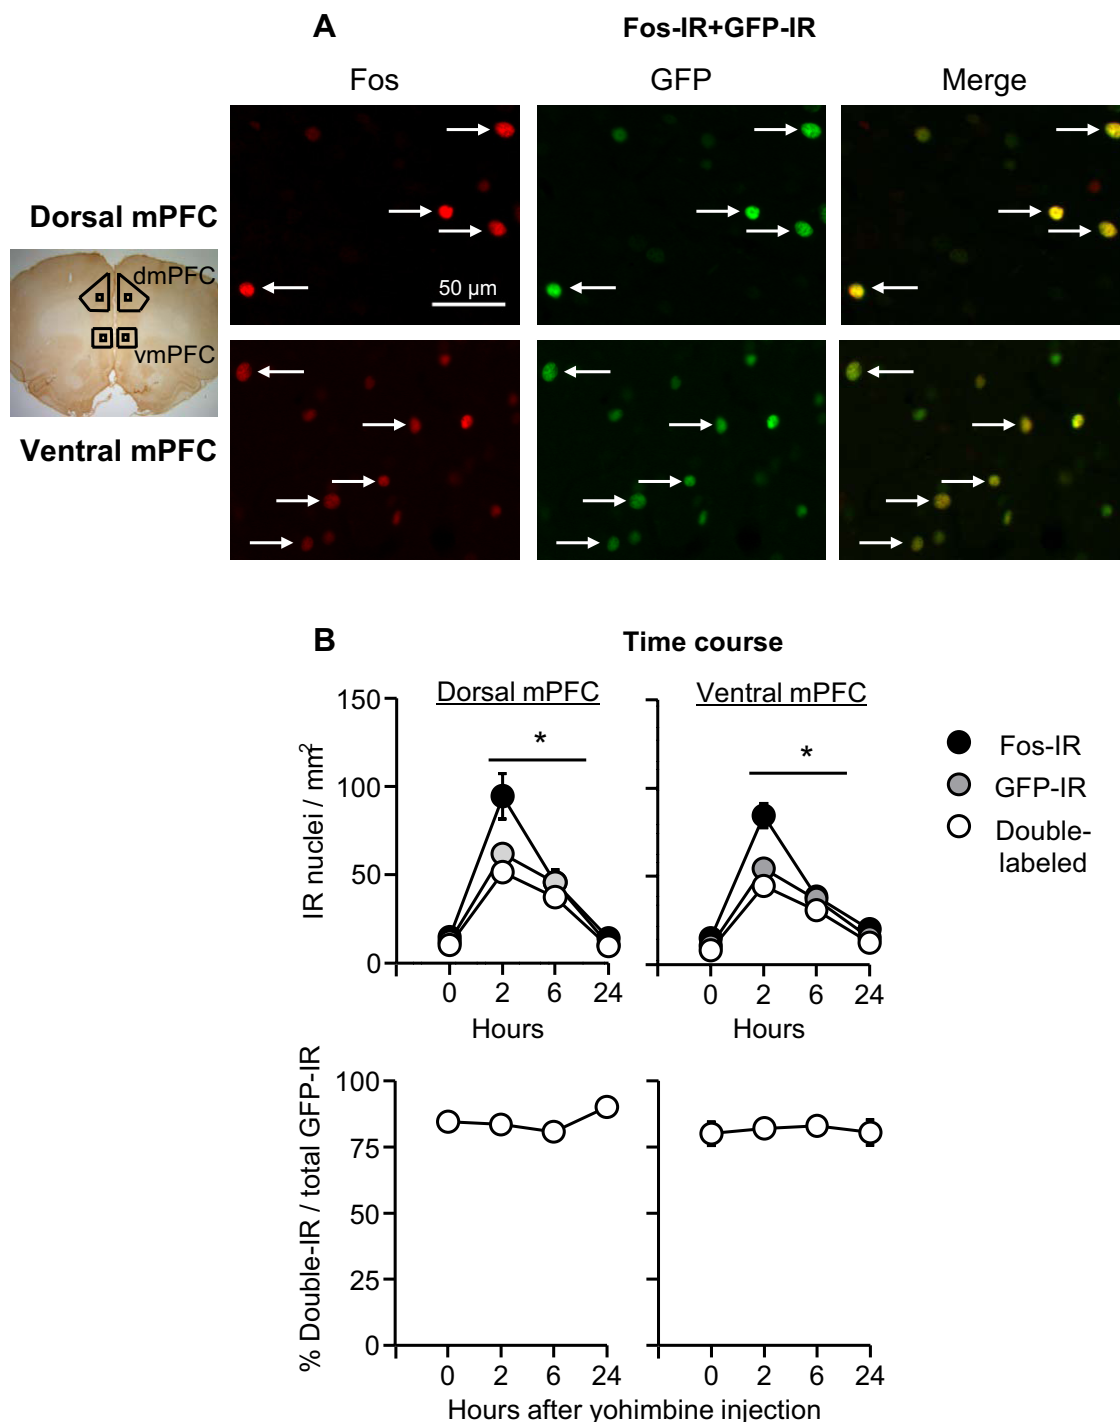 A
Fos-IR+GFP-IR
Fos
GFP
Merge
Dorsal mPFC
dmPFC
vmPFC
Ventral mPFC
50 µm
B
Time course
Dorsal mPFC
Ventral mPFC
IR nuclei / mm²
150
100
50
0
0 2 6 24
Hours
0 2 6 24
Hours
*
*
Fos-IR
GFP-IR
Double-
labeled
% Double-IR / total GFP-IR
100
75
50
25
0
0 2 6 24
0 2 6 24
Hours after yohimbine injection